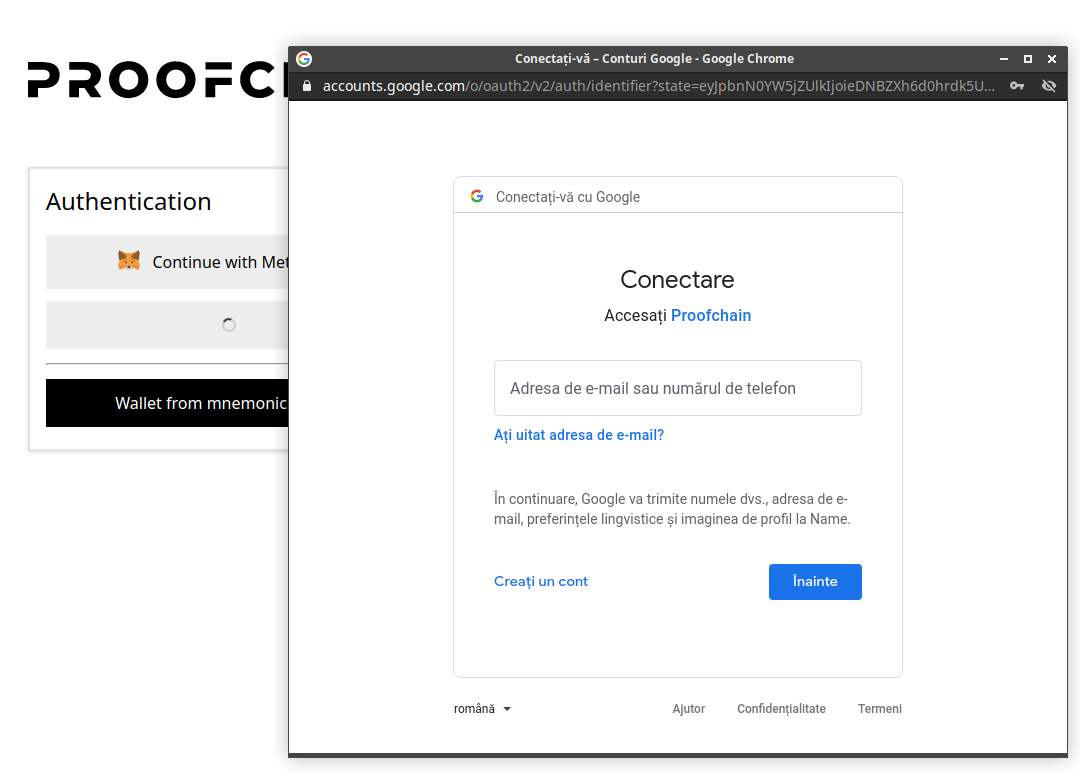 PROOFC
Authentication
Continue with Met
Wallet from mnemonic
Conectați-vă – Conturi Google - Google Chrome
accounts.google.com/o/oauth2/v2/auth/identifier?state=eyJpbnN0YW5jZUlkIjoieDNBZXh6d0hrdk5U...
Conectați-vă cu Google
Conectare
Accesați Proofchain
Adresa de e-mail sau numărul de telefon
Ați uitat adresa de e-mail?
În continuare, Google va trimite numele dvs., adresa de e-
mail, preferințele lingvistice și imaginea de profil la Name.
Creați un cont
Înainte
română
Ajutor
Confidențialitate
Termeni